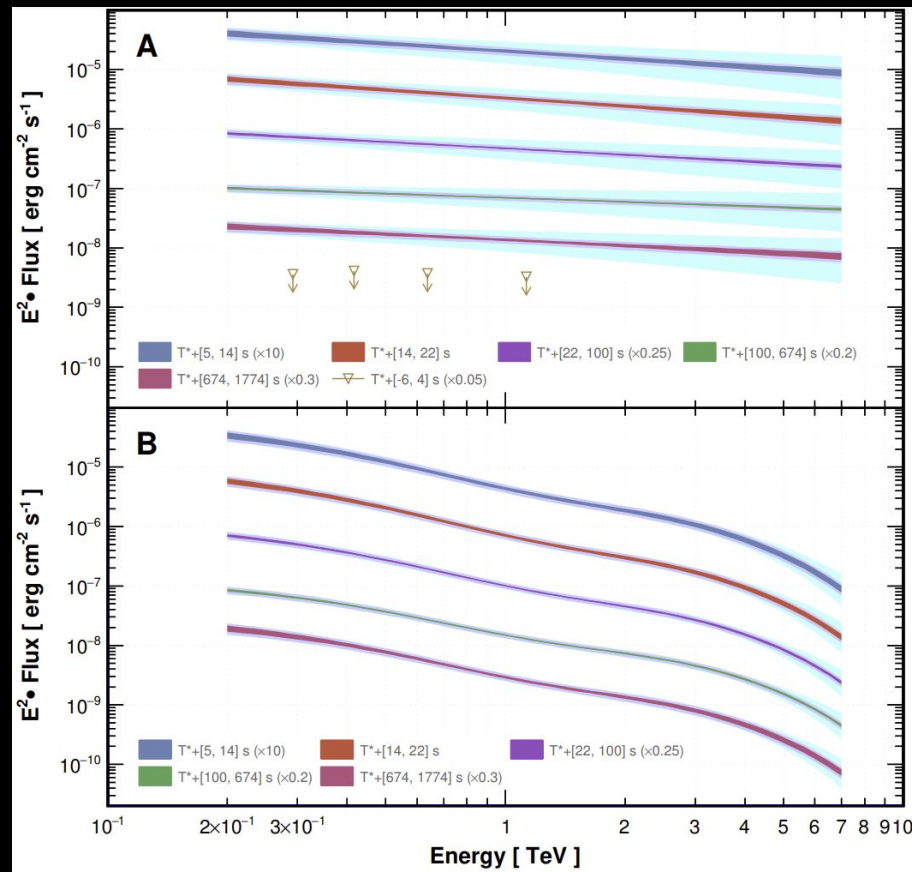 A
E²• Flux [ erg cm⁻² s⁻¹ ]
10⁻⁵
10⁻⁶
10⁻⁷
10⁻⁸
10⁻⁹
10⁻¹⁰
T*+[5, 14] s (×10) T*+[14, 22] s T*+[22, 100] s (×0.25) T*+[100, 674] s (×0.2)
T*+[674, 1774] s (×0.3) T*+[-6, 4] s (×0.05)
B
E²• Flux [ erg cm⁻² s⁻¹ ]
10⁻⁵
10⁻⁶
10⁻⁷
10⁻⁸
10⁻⁹
10⁻¹⁰
T*+[5, 14] s (×10) T*+[14, 22] s T*+[22, 100] s (×0.25)
T*+[100, 674] s (×0.2) T*+[674, 1774] s (×0.3)
10⁻¹ 2×10⁻¹ 3×10⁻¹ 1 2 3 4 5 6 7 8 9 10
Energy [ TeV ]